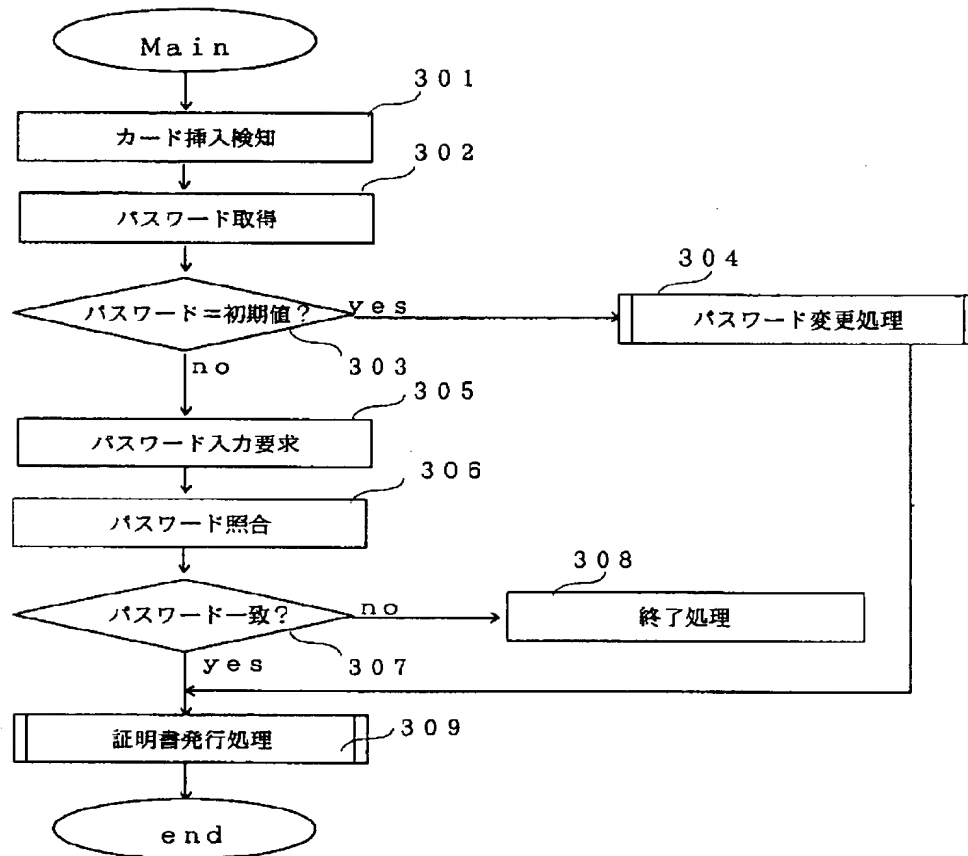 Main
301
カード挿入検知
302
パスワード取得
304
パスワード＝初期値？
yes
パスワード変更処理
303
no
305
パスワード入力要求
306
パスワード照合
308
パスワード一致？
no
終了処理
307
yes
証明書発行処理
309
end